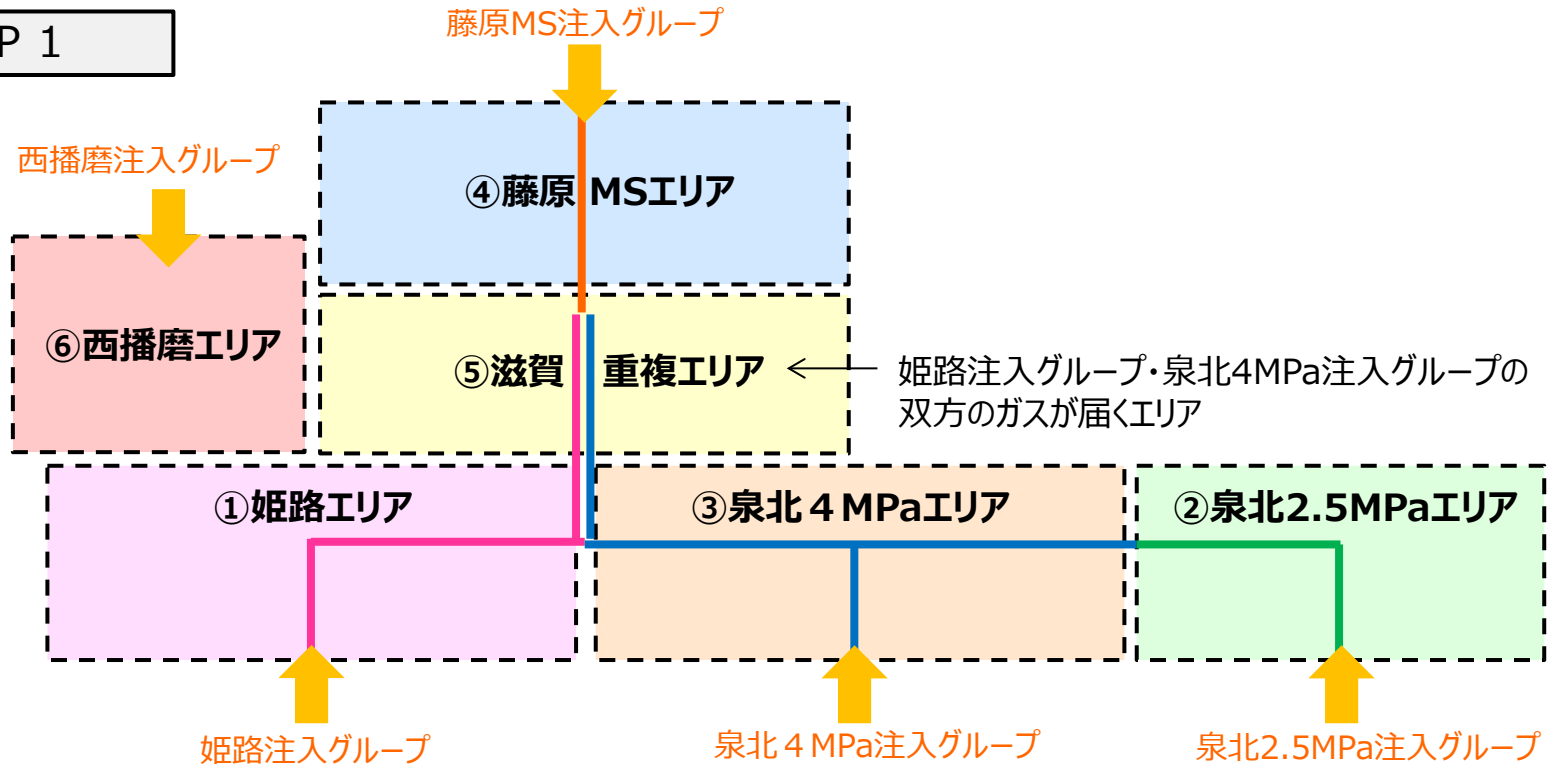 P 1
藤原MS注入グループ
西播磨注入グループ
④藤原 MSエリア
⑥西播磨エリア
⑤滋賀 重複エリア
姫路注入グループ・泉北4MPa注入グループの
双方のガスが届くエリア
①姫路エリア
③泉北４MPaエリア
②泉北2.5MPaエリア
姫路注入グループ
泉北４MPa注入グループ
泉北2.5MPa注入グループ